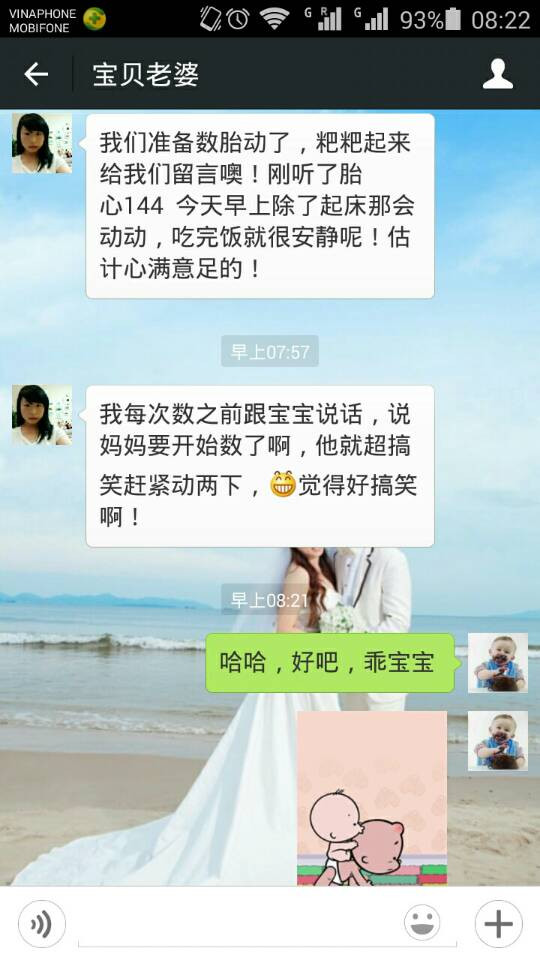 VINAPHONE
MOBIFONE
G R G 93% 08:22
宝贝老婆
我们准备数胎动了，粑粑起来
给我们留言噢！刚听了胎
心144 今天早上除了起床那会
动动，吃完饭就很安静呢！估
计心满意足的！
早上07:57
我每次数之前跟宝宝说话，说
妈妈要开始数了啊，他就超搞
笑赶紧动两下，😁觉得好搞笑
啊！
早上08:21
哈哈，好吧，乖宝宝